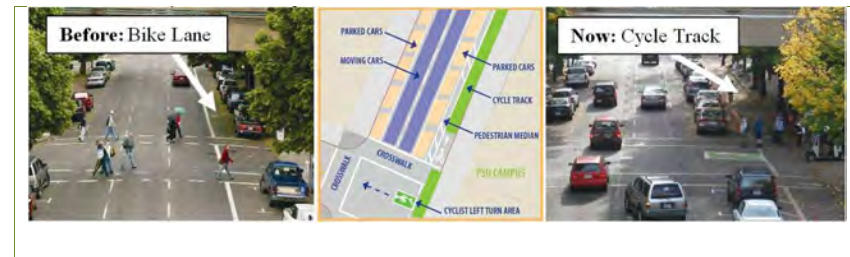 Before: Bike Lane
PARKED CARS
MOVING CARS
PARKED CARS
CYCLE TRACK
PEDESTRIAN MEDIAN
CROSSWALK
CROSSWALK
PSU CAMPUS
CYCLIST LEFT TURN AREA
Now: Cycle Track